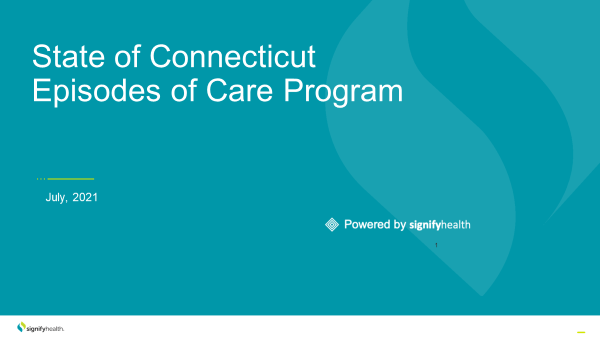 State of Connecticut
Episodes of Care Program
July, 2021
Powered by signifyhealth
1
signifyhealth.